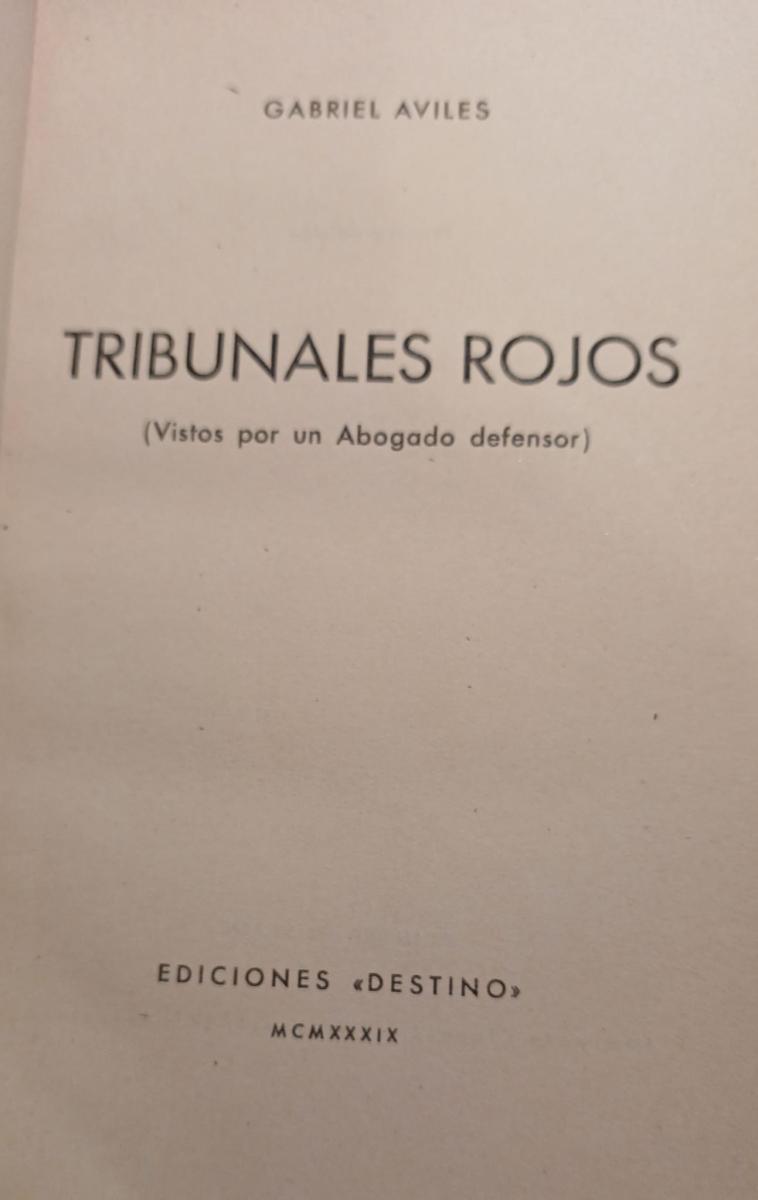 GABRIEL AVILES
TRIBUNALES ROJOS
(Vistos por un Abogado defensor)
EDICIONES «DESTINO»
MCMXXXIX